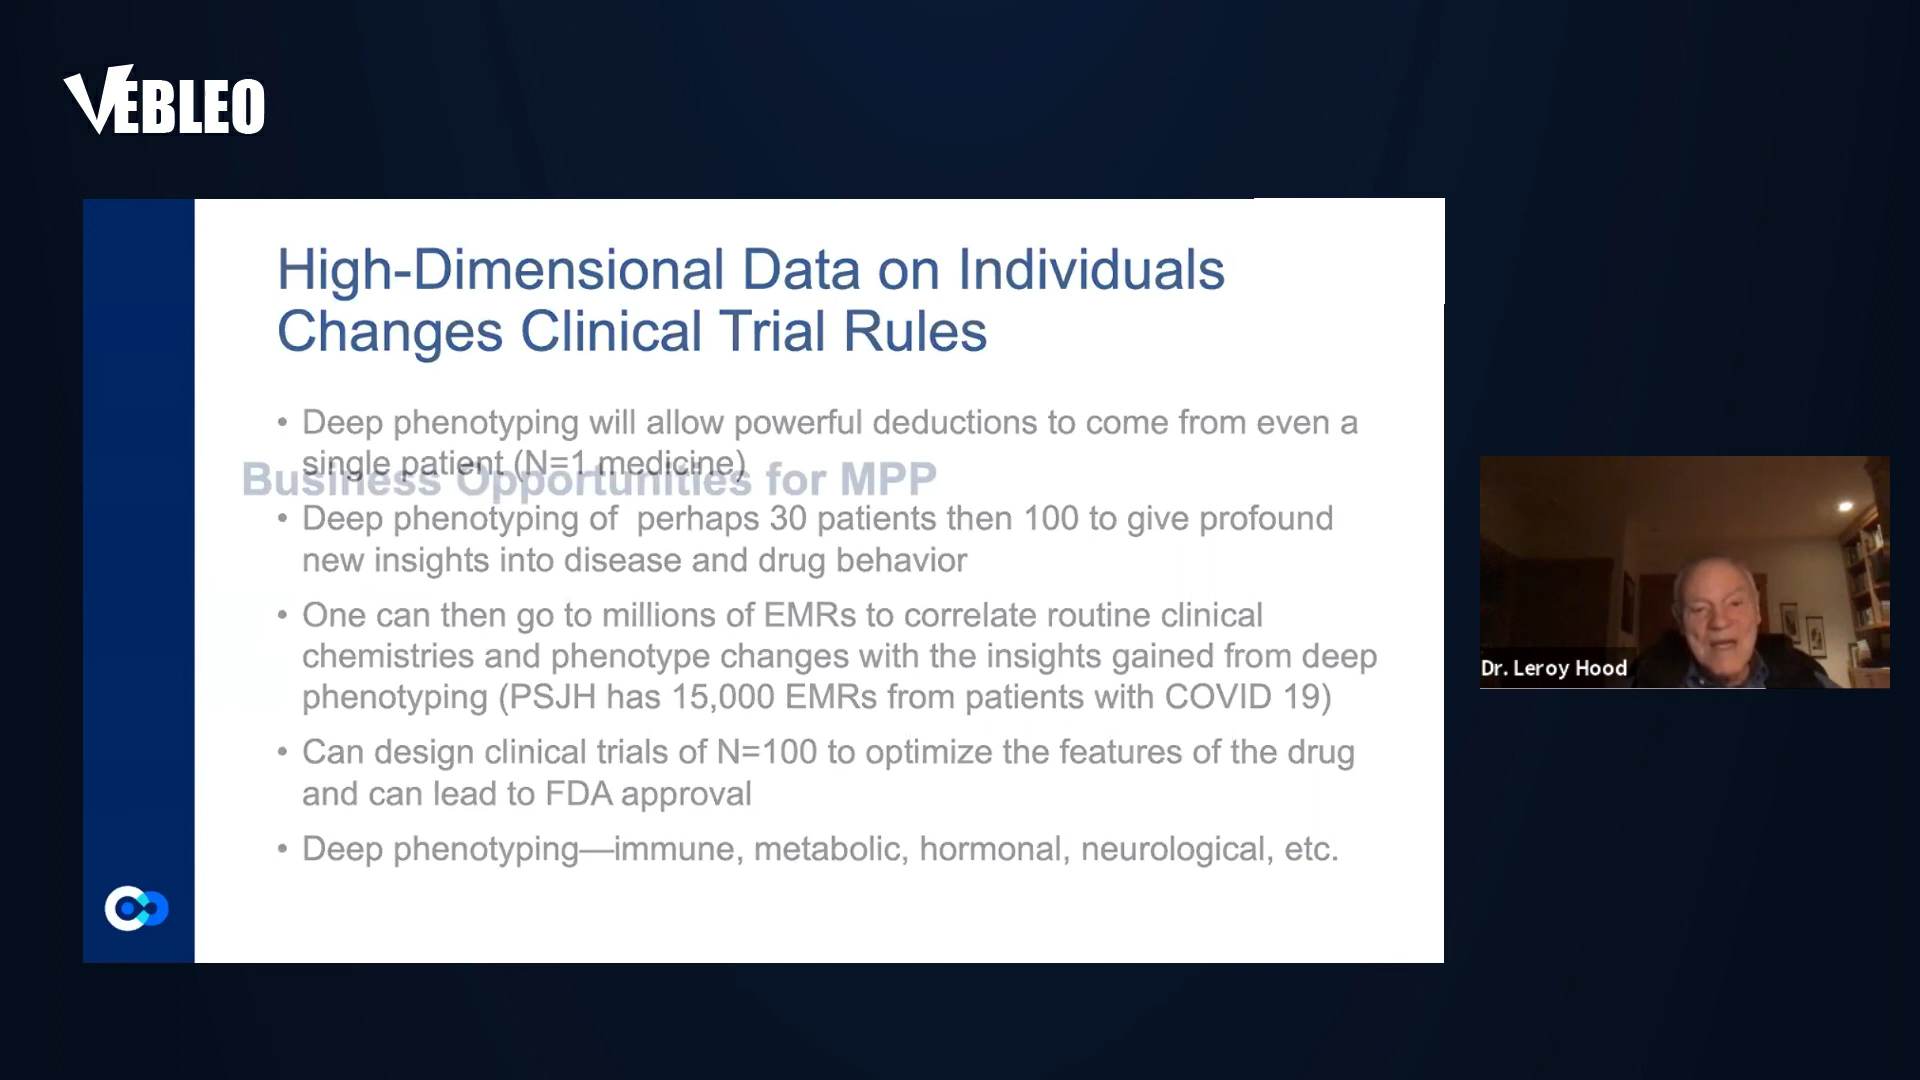 VEBLEO
High-Dimensional Data on Individuals
Changes Clinical Trial Rules
• Deep phenotyping will allow powerful deductions to come from even a
single patient (N=1 medicine)
Business Opportunities for MPP
• Deep phenotyping of  perhaps 30 patients then 100 to give profound
new insights into disease and drug behavior
• One can then go to millions of EMRs to correlate routine clinical
chemistries and phenotype changes with the insights gained from deep
phenotyping (PSJH has 15,000 EMRs from patients with COVID 19)
• Can design clinical trials of N=100 to optimize the features of the drug
and can lead to FDA approval
• Deep phenotyping—immune, metabolic, hormonal, neurological, etc.
Dr. Leroy Hood